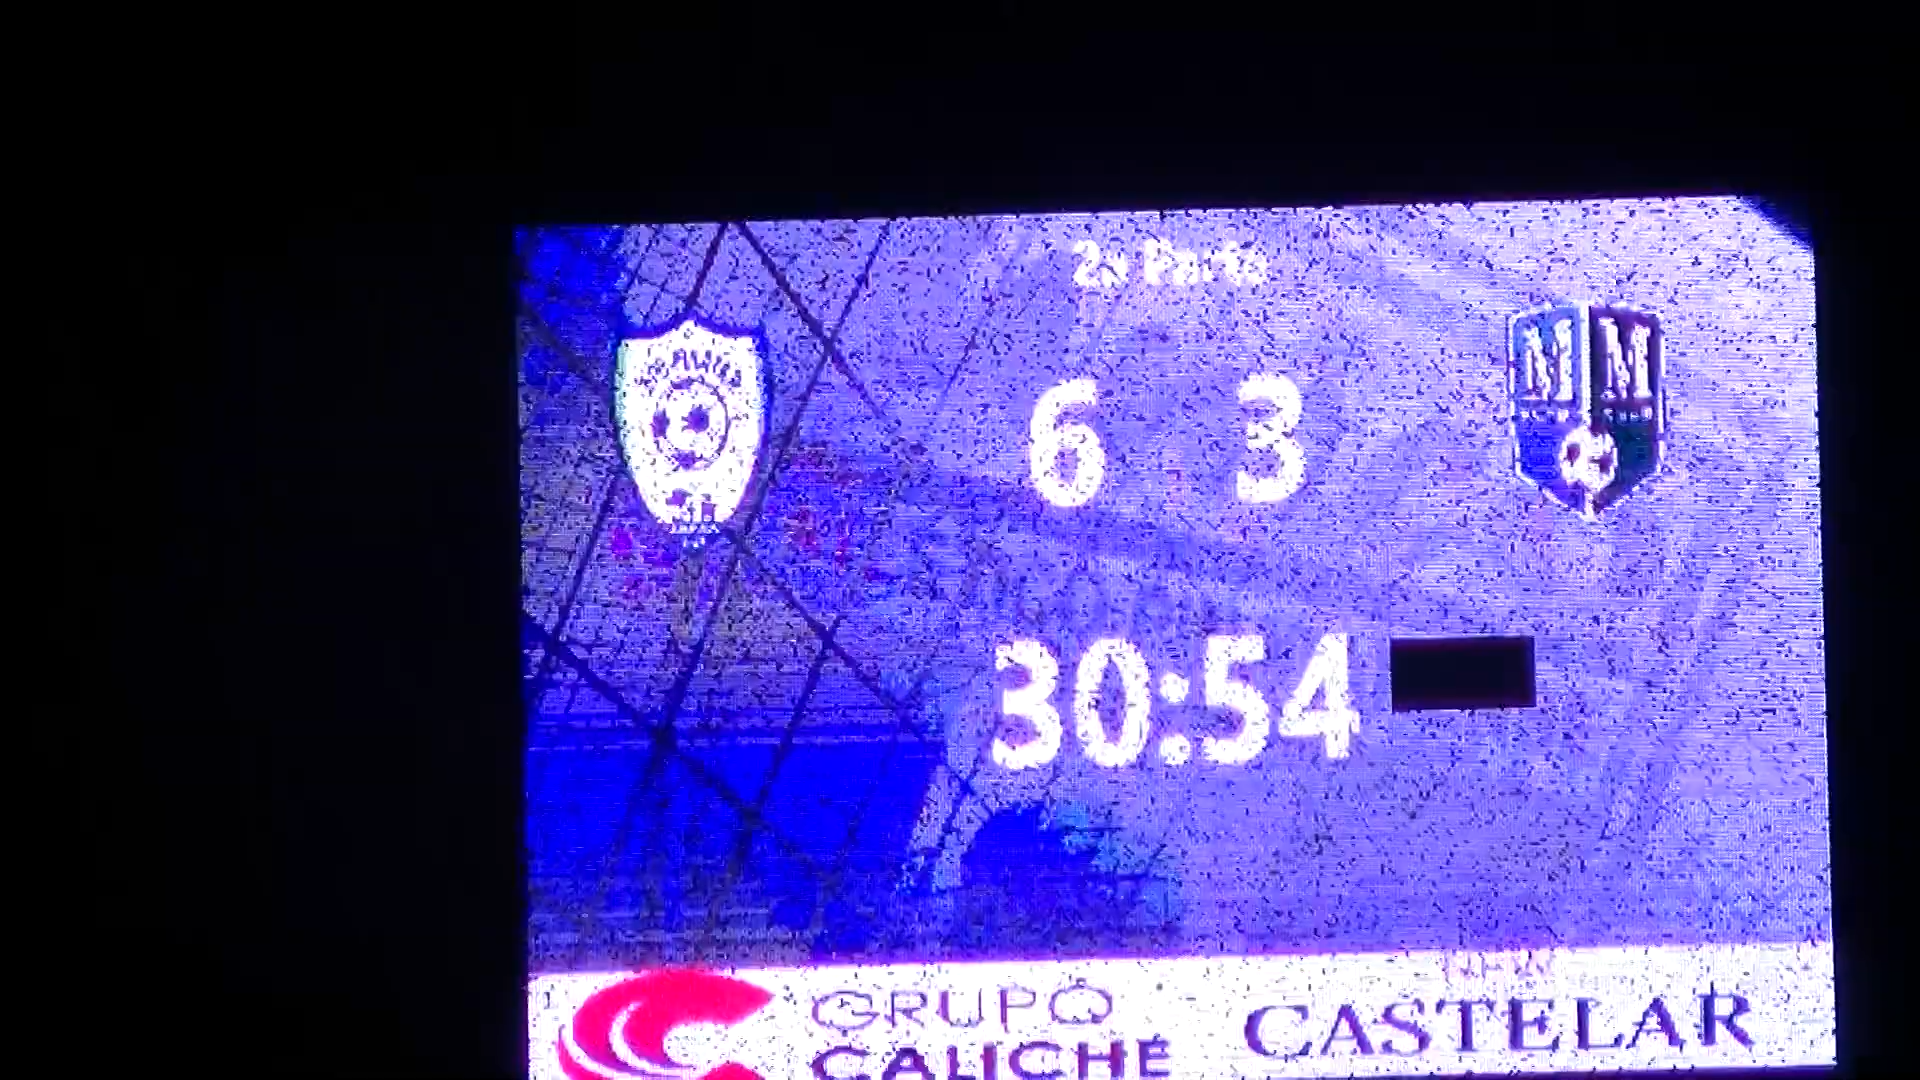 2ª Parte
6 3
M M
30:54
GRUPO
CALICHE
CASTELAR